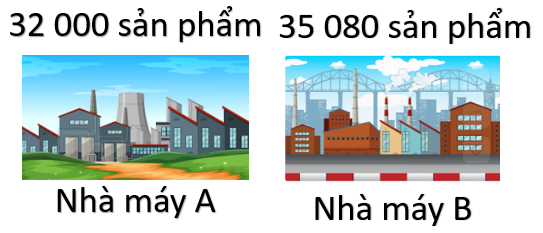 32 000 sản phẩm
35 080 sản phẩm
Nhà máy A
Nhà máy B